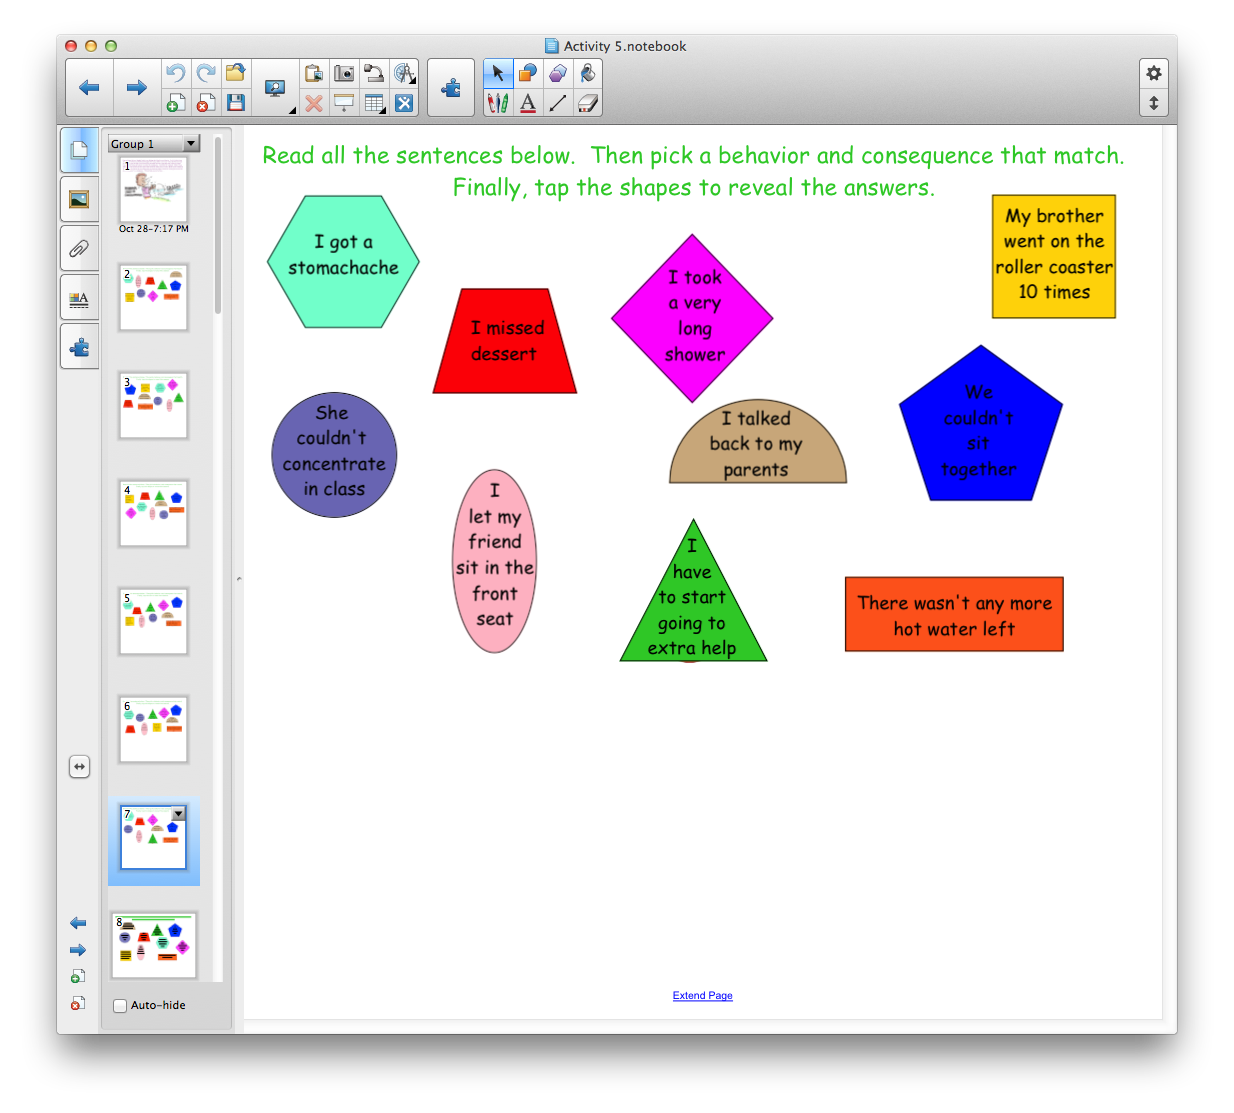 Activity 5.notebook
Group 1
1
Oct 28-7:17 PM
2
3
4
5
6
7
8
Auto-hide
Read all the sentences below.  Then pick a behavior and consequence that match.
Finally, tap the shapes to reveal the answers.
I got a
stomachache
I missed
dessert
I took
a very
long
shower
My brother
went on the
roller coaster
10 times
She
couldn't
concentrate
in class
I talked
back to my
parents
We
couldn't
sit
together
I
let my
friend
sit in the
front
seat
I
have
to start
going to
extra help
There wasn't any more
hot water left
Extend Page